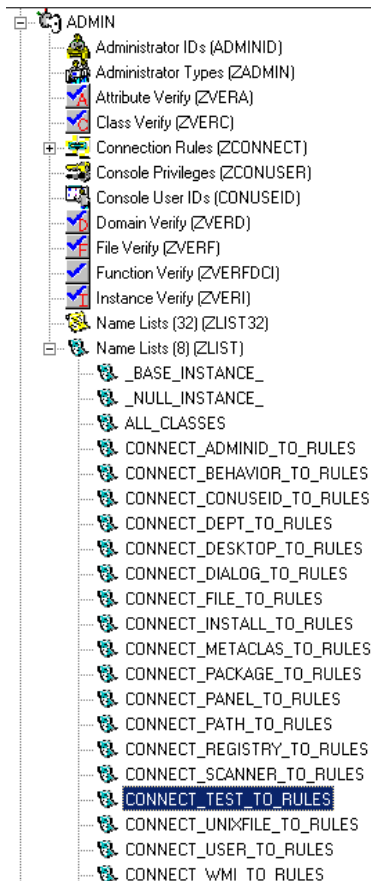 ADMIN
Administrator IDs (ADMINID)
Administrator Types (ZADMIN)
Attribute Verify (ZVERA)
Class Verify (ZVERC)
Connection Rules (ZCONNECT)
Console Privileges (ZCONUSER)
Console User IDs (CONUSEID)
Domain Verify (ZVERD)
File Verify (ZVERF)
Function Verify (ZVERFDCI)
Instance Verify (ZVERI)
Name Lists (32) (ZLIST32)
Name Lists (8) (ZLIST)
_BASE_INSTANCE_
_NULL_INSTANCE_
ALL_CLASSES
CONNECT_ADMINID_TO_RULES
CONNECT_BEHAVIOR_TO_RULES
CONNECT_CONUSEID_TO_RULES
CONNECT_DEPT_TO_RULES
CONNECT_DESKTOP_TO_RULES
CONNECT_DIALOG_TO_RULES
CONNECT_FILE_TO_RULES
CONNECT_INSTALL_TO_RULES
CONNECT_METACLAS_TO_RULES
CONNECT_PACKAGE_TO_RULES
CONNECT_PANEL_TO_RULES
CONNECT_PATH_TO_RULES
CONNECT_REGISTRY_TO_RULES
CONNECT_SCANNER_TO_RULES
CONNECT_TEST_TO_RULES
CONNECT_UNIXFILE_TO_RULES
CONNECT_USER_TO_RULES
CONNECT_WMI_TO_RULES